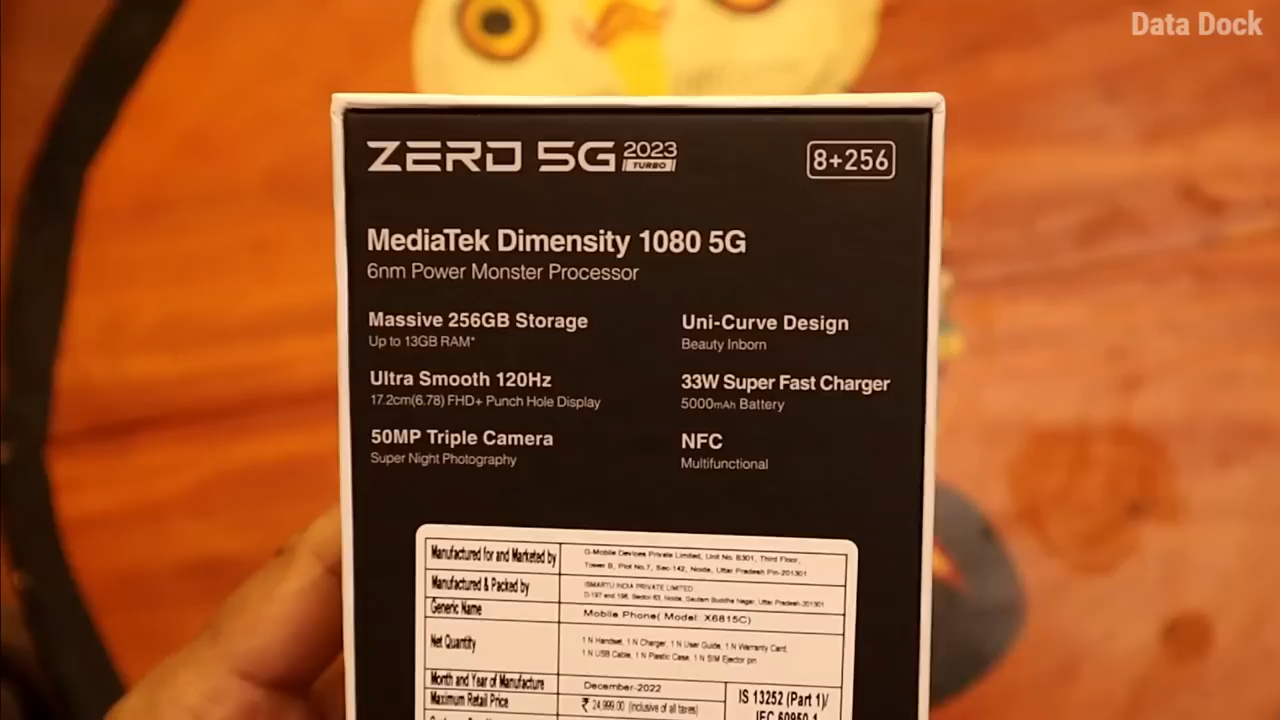 Data Dock
ZERO 5G 2023 TURBO
8+256
MediaTek Dimensity 1080 5G
6nm Power Monster Processor
Massive 256GB Storage
Up to 13GB RAM*
Uni-Curve Design
Beauty Inborn
Ultra Smooth 120Hz
17.2cm(6.78) FHD+ Punch Hole Display
33W Super Fast Charger
5000mAh Battery
50MP Triple Camera
Super Night Photography
NFC
Multifunctional
Manufactured for and Marketed by
G-Mobile Devices Private Limited, Unit No. B301, Third Floor,
Tower B, Plot No.7, Sec-142, Noida, Uttar Pradesh Pin-201301
Manufactured & Packed by
ISMARTU INDIA PRIVATE LIMITED
D-197 and 198, Sector 63, Noida, Gautam Buddha Nagar, Uttar Pradesh-201301
Generic Name
Mobile Phone( Model: X6815C)
Net Quantity
1 N Handset, 1 N Charger, 1 N User Guide, 1 N Warranty Card,
1 N USB Cable, 1 N Plastic Case, 1 N SIM Ejector pin
Month and Year of Manufacture
December-2022
Maximum Retail Price
₹ 24,999.00 (inclusive of all taxes)
IS 13252 (Part 1)/
IEC 60950-1